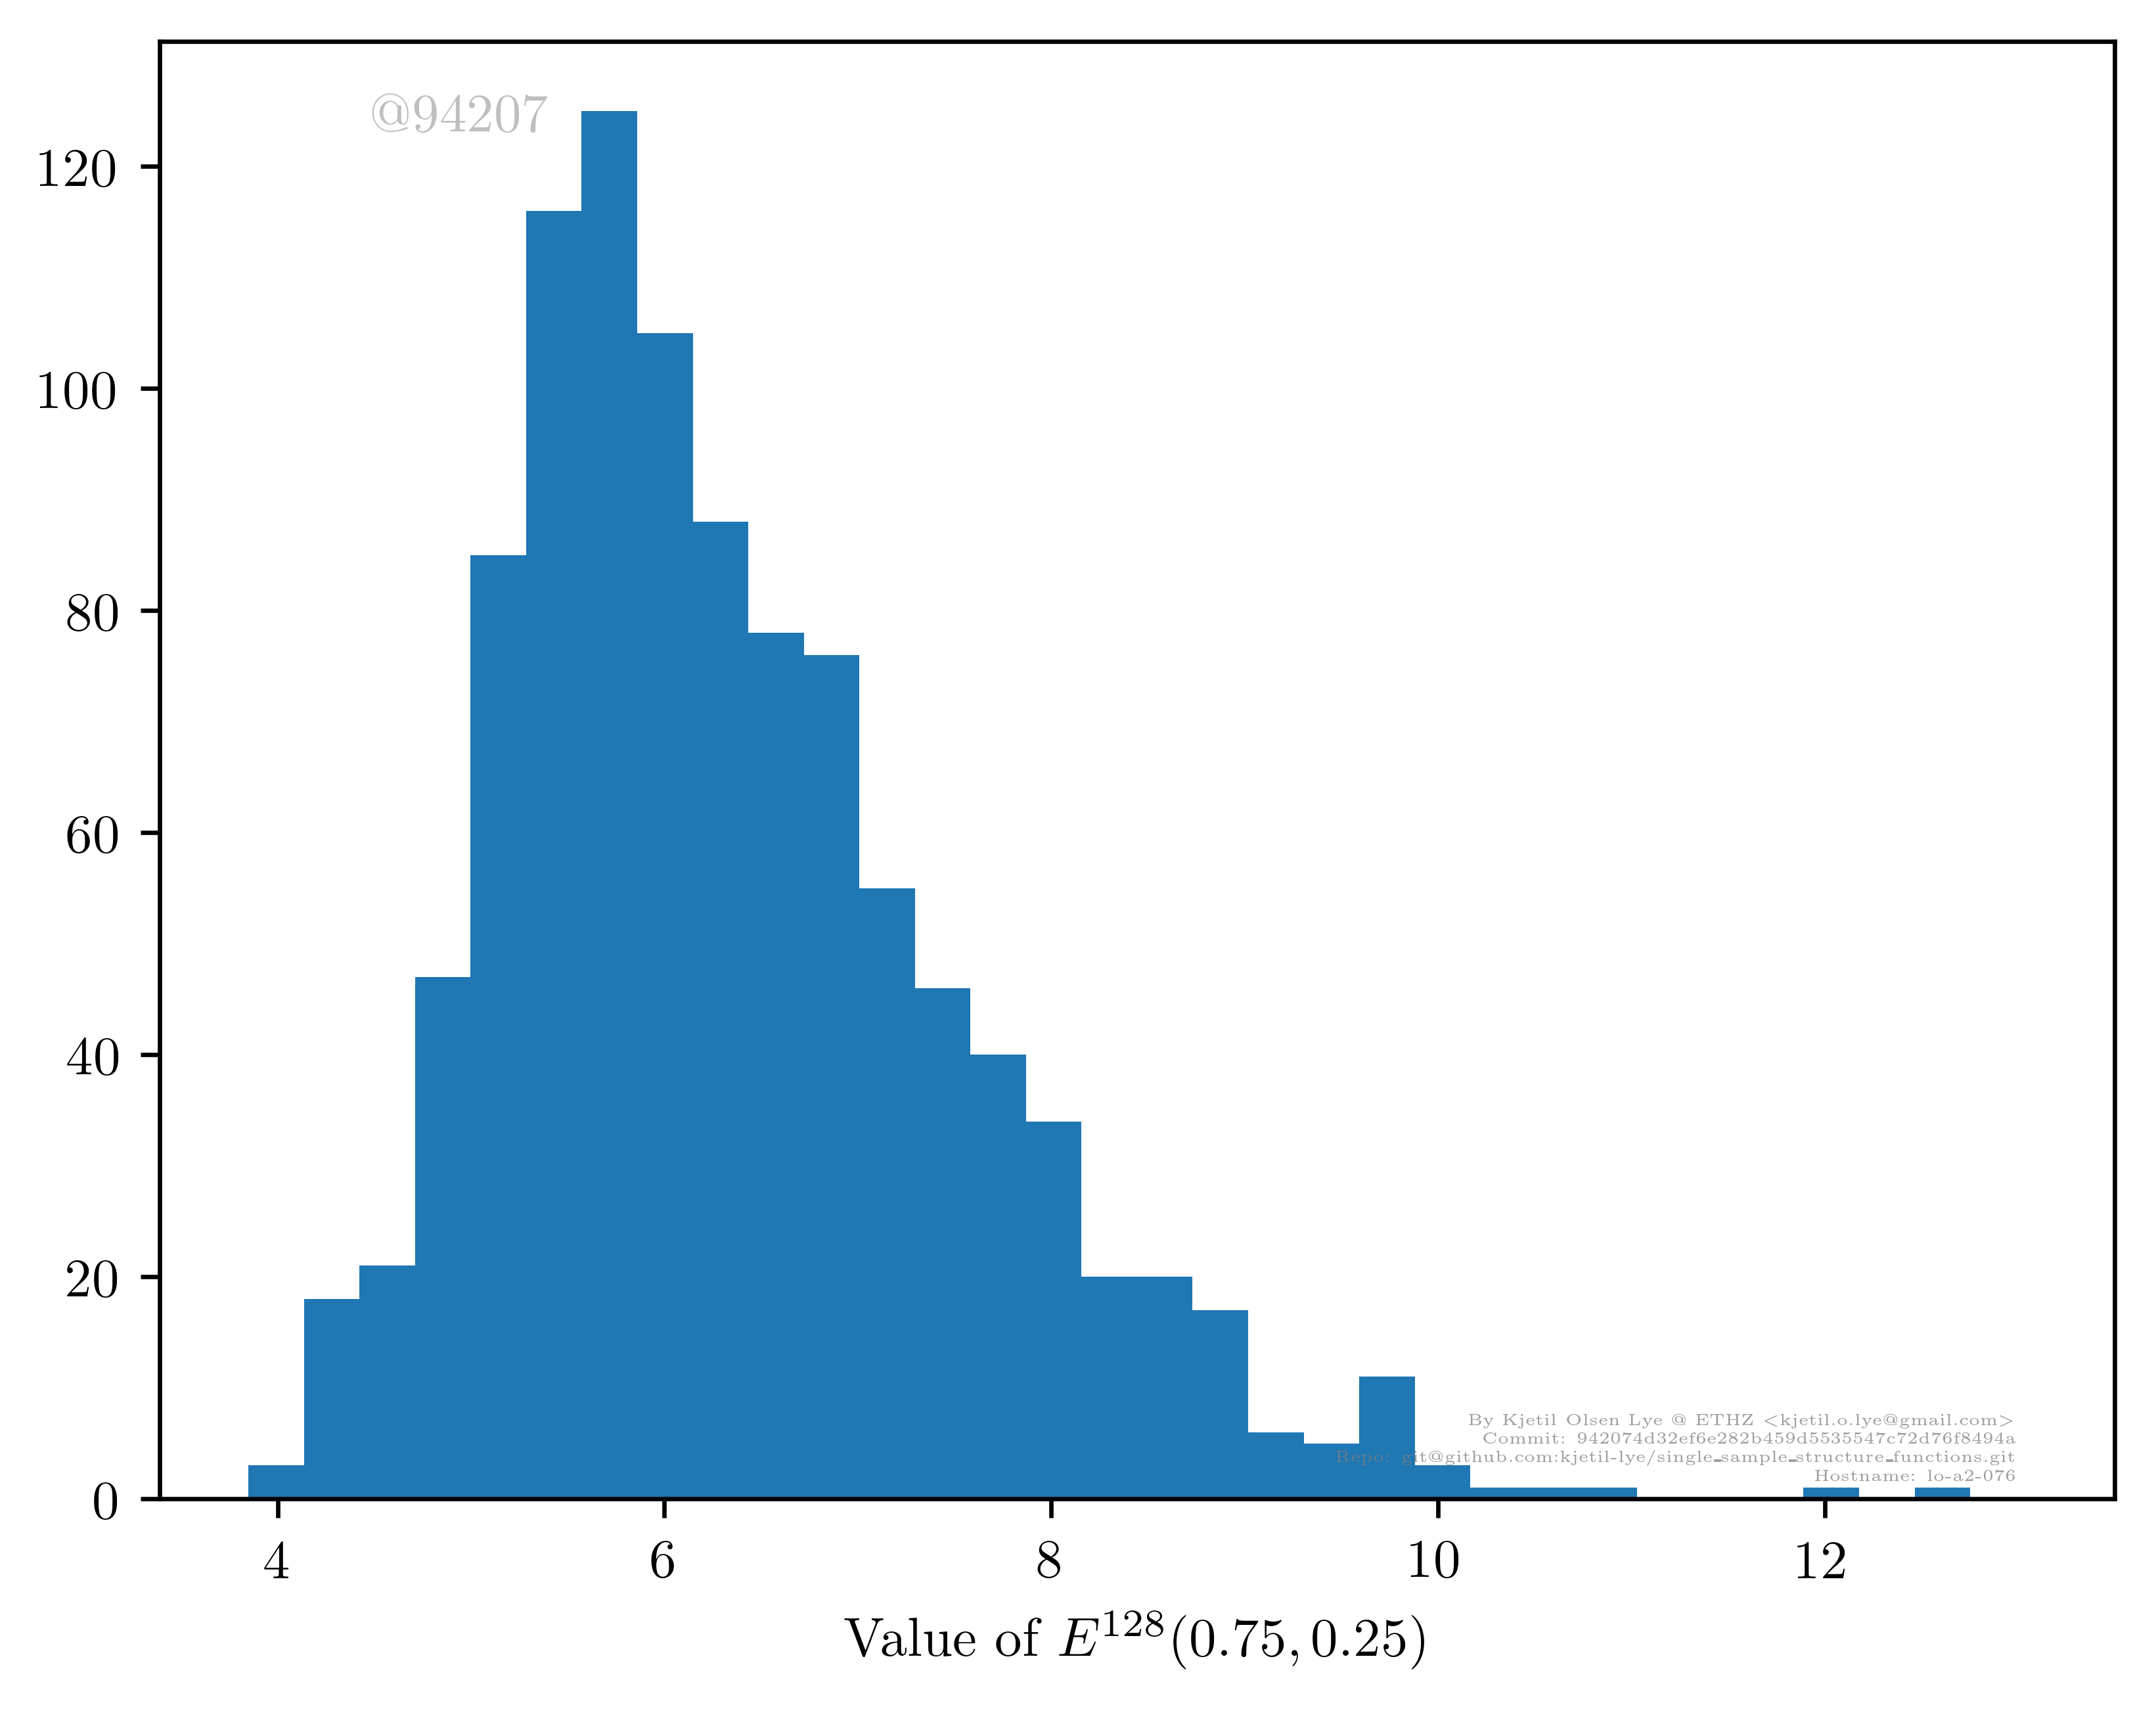 @94207
120
100
80
60
40
20
0
By Kjetil Olsen Lye @ ETHZ <kjetil.o.lye@gmail.com>
Commit: 942074d32ef6e282b459d5535547c72d76f8494a
Repo: git@github.com:kjetil-lye/single_sample_structure_functions.git
Hostname: lo-a2-076
4 6 8 10 12
Value of E^128(0.75, 0.25)